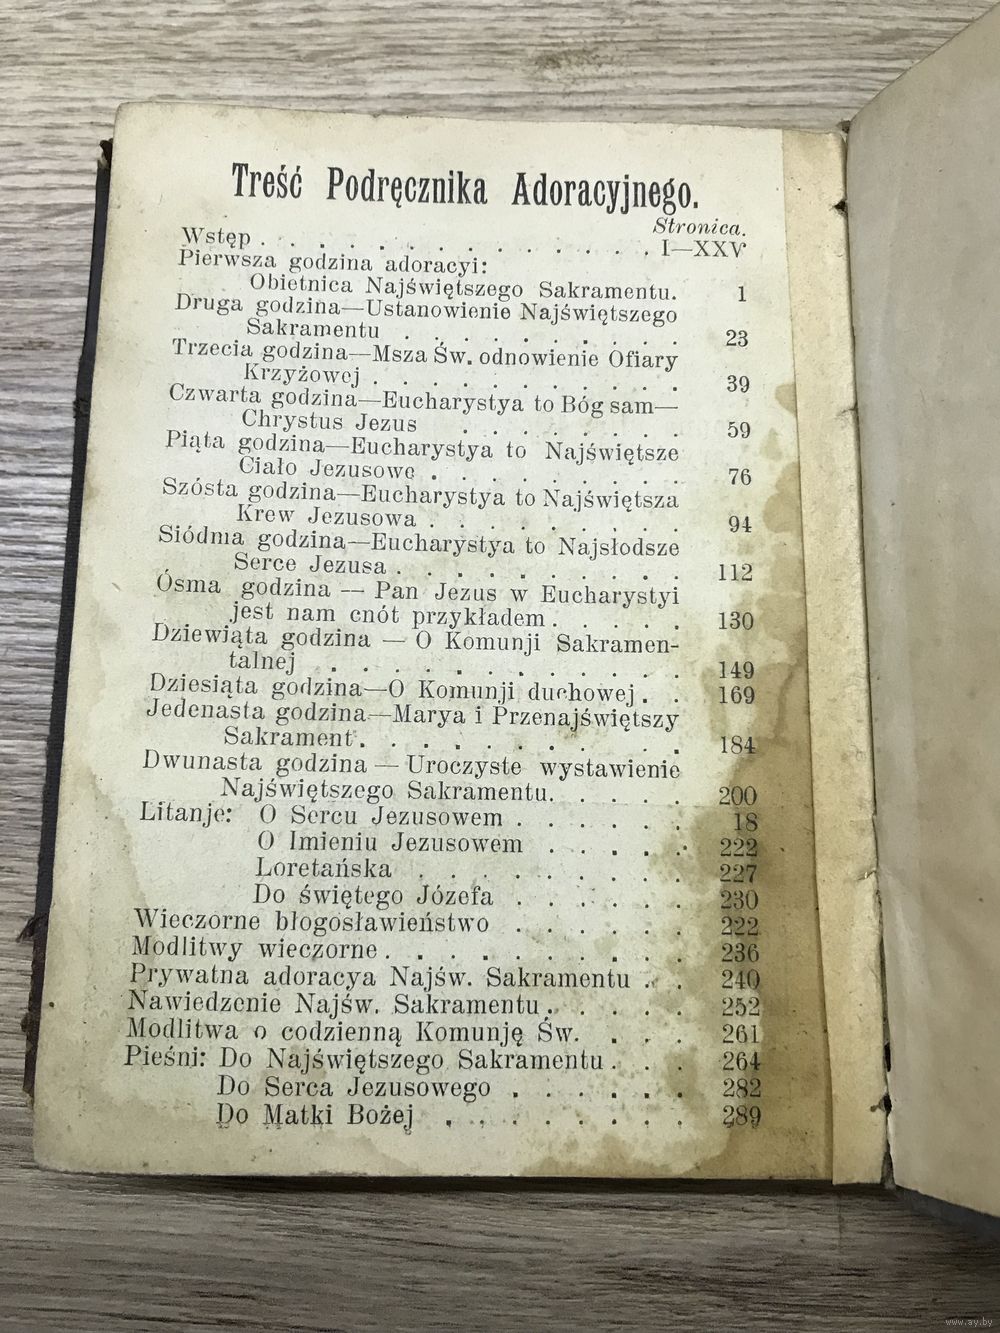 Treść Podręcznika Adoracyjnego.
Stronica.
Wstęp . . . . . . . . . . . . . . I—XXV
Pierwsza godzina adoracyi:
Obietnica Najświętszego Sakramentu. 1
Druga godzina—Ustanowienie Najświętszego
Sakramentu . . . . . . . . . . 23
Trzecia godzina—Msza Św. odnowienie Ofiary
Krzyżowej . . . . . . . . . . . 39
Czwarta godzina—Eucharystya to Bóg sam—
Chrystus Jezus . . . . . . . . 59
Piąta godzina—Eucharystya to Najświętsze
Ciało Jezusowe . . . . . . . . . 76
Szósta godzina—Eucharystya to Najświętsza
Krew Jezusowa . . . . . . . . . 94
Siódma godzina—Eucharystya to Najsłodsze
Serce Jezusa . . . . . . . . . . 112
Ósma godzina — Pan Jezus w Eucharystyi
jest nam cnót przykładem . . . . . 130
Dziewiąta godzina — O Komunji Sakramen-
talnej . . . . . . . . . . . . 149
Dziesiąta godzina—O Komunji duchowej . . 169
Jedenasta godzina—Marya i Przenajświętszy
Sakrament . . . . . . . . . . . 184
Dwunasta godzina — Uroczyste wystawienie
Najświętszego Sakramentu. . . . . 200
Litanje: O Sercu Jezusowem . . . . . . 18
O Imieniu Jezusowem . . . . . 222
Loretańska . . . . . . . . . 227
Do świętego Józefa . . . . . . 230
Wieczorne błogosławieństwo . . . . . . 222
Modlitwy wieczorne . . . . . . . . . . 236
Prywatna adoracya Najśw. Sakramentu . . 240
Nawiedzenie Najśw. Sakramentu . . . . . 252
Modlitwa o codzienną Komunję Św. . . . 261
Pieśni: Do Najświętszego Sakramentu . . . 264
Do Serca Jezusowego . . . . . . 282
Do Matki Bożej . . . . . . . . 289
www.ay.by